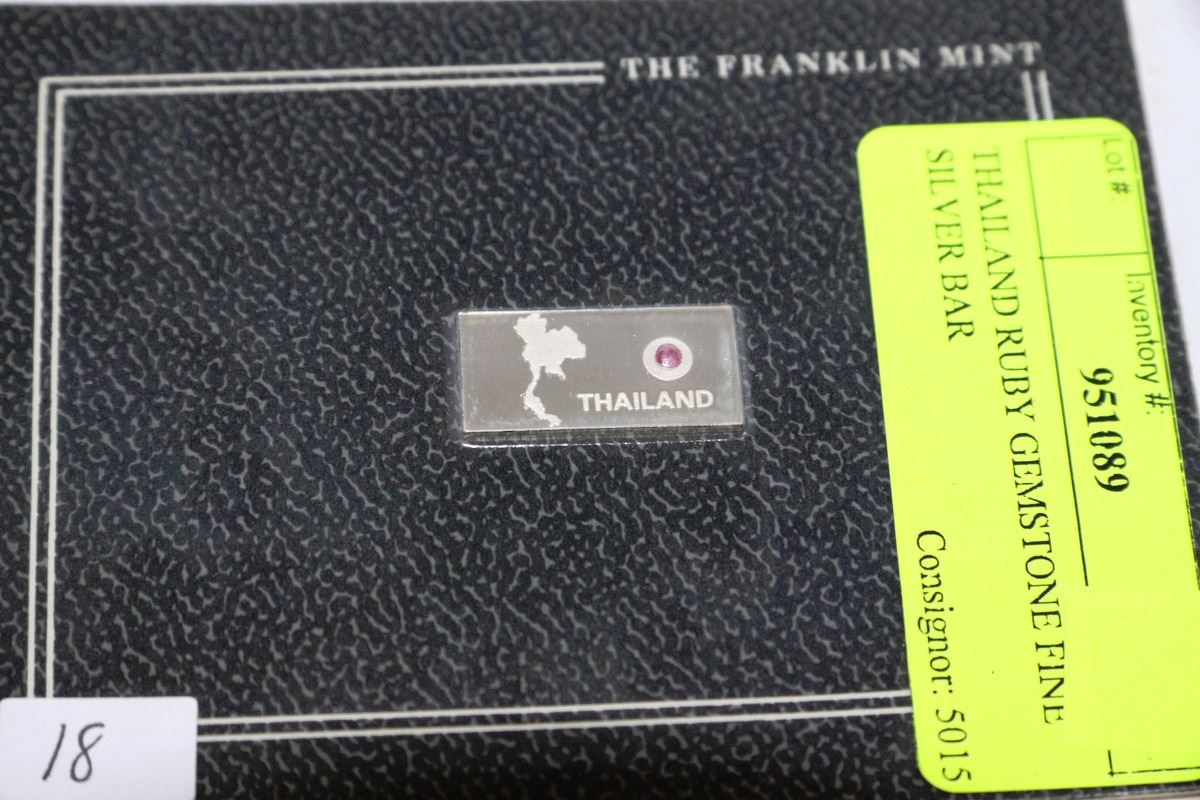 THE FRANKLIN MINT
THAILAND
Lot #:
Inventory #:
951089
THAILAND RUBY GEMSTONE FINE
SILVER BAR
Consignor: 5015
18